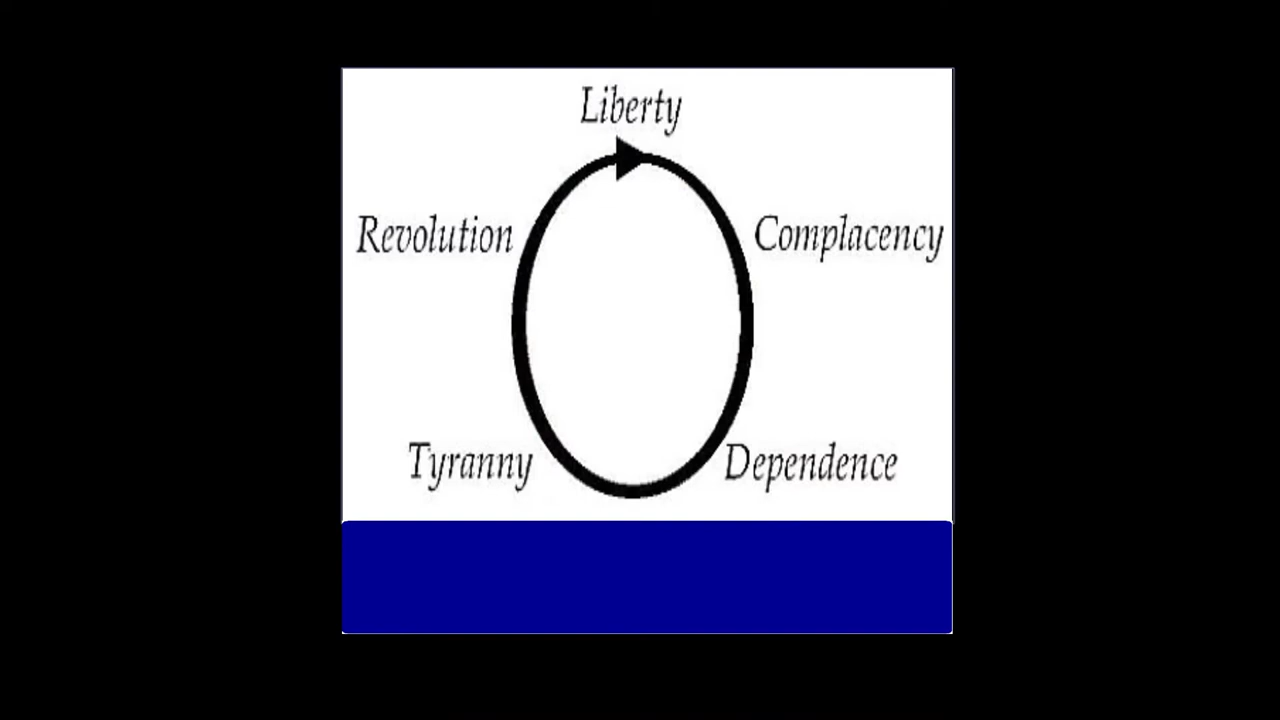 Liberty
Revolution
Complacency
Tyranny
Dependence